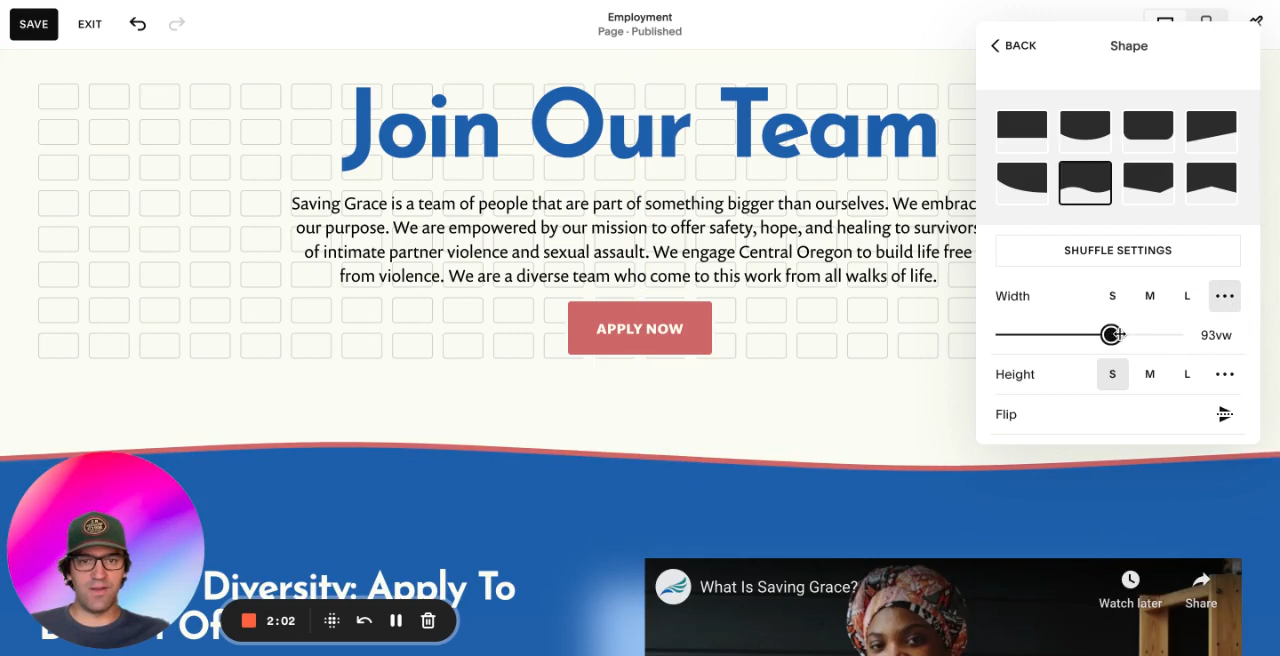 SAVE
EXIT
Employment
Page - Published
BACK
Shape
Join Our Team
Saving Grace is a team of people that are part of something bigger than ourselves. We embrac
our purpose. We are empowered by our mission to offer safety, hope, and healing to survivors
of intimate partner violence and sexual assault. We engage Central Oregon to build life free
from violence. We are a diverse team who come to this work from all walks of life.
APPLY NOW
SHUFFLE SETTINGS
Width
S
M
L
93vw
Height
S
M
L
Flip
Diversity: Apply To
Of
2:02
What Is Saving Grace?
Watch later
Share